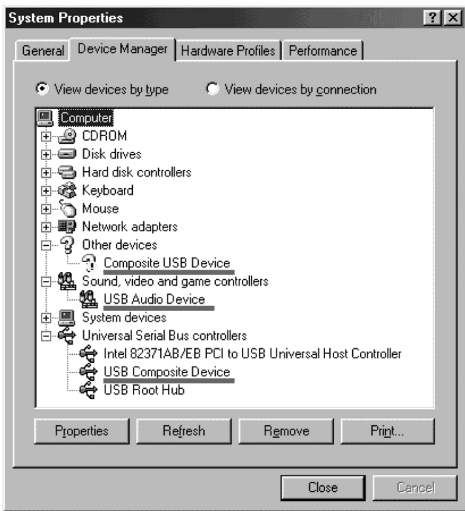 System Properties
General Device Manager Hardware Profiles Performance
View devices by type View devices by connection
Computer
CDROM
Disk drives
Hard disk controllers
Keyboard
Mouse
Network adapters
Other devices
Composite USB Device
Sound, video and game controllers
USB Audio Device
System devices
Universal Serial Bus controllers
Intel 82371AB/EB PCI to USB Universal Host Controller
USB Composite Device
USB Root Hub
Properties Refresh Remove Print...
Close Cancel